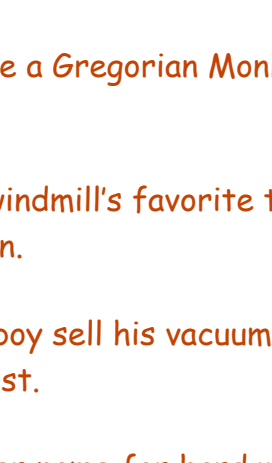 e a Gregorian Mon
windmill's favorite t
n.
boy sell his vacuum
st.